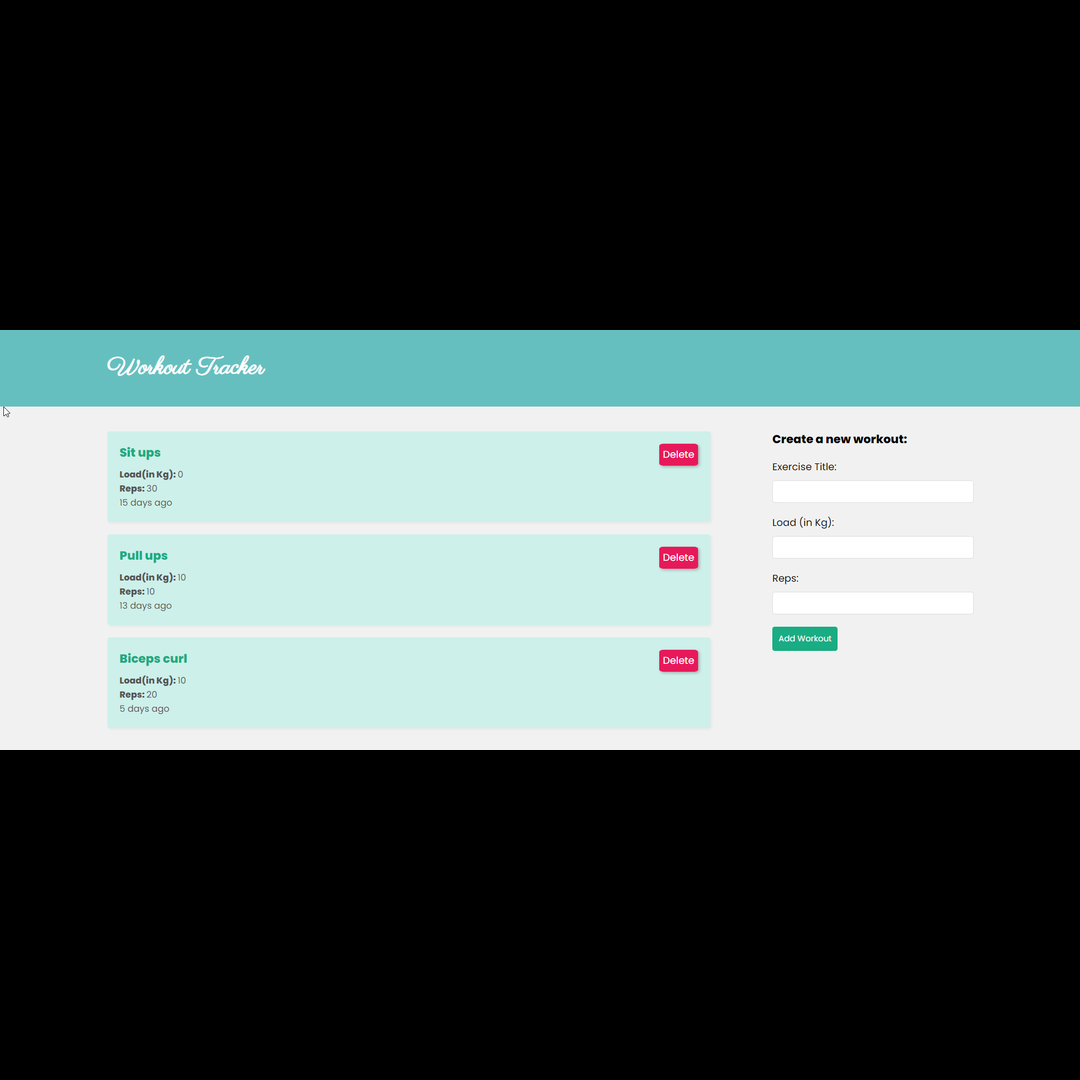 Workout Tracker
Sit ups
Delete
Load(in Kg): 0
Reps: 30
15 days ago
Pull ups
Delete
Load(in Kg): 10
Reps: 10
13 days ago
Biceps curl
Delete
Load(in Kg): 10
Reps: 20
5 days ago
Create a new workout:
Exercise Title:
Load (in Kg):
Reps:
Add Workout